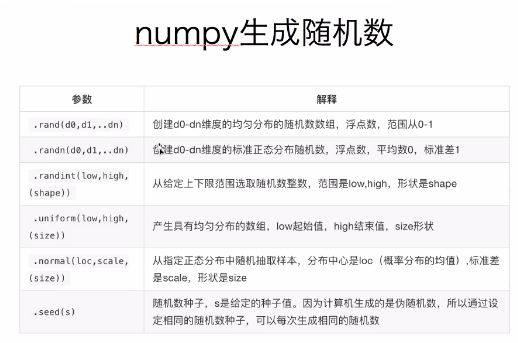 numpy生成随机数
参数 解释
.rand(d0,d1,..dn) 创建d0-dn维度的均匀分布的随机数数组，浮点数，范围从0-1
.randn(d0,d1,..dn) 创建d0-dn维度的标准正态分布随机数，浮点数，平均数0，标准差1
.randint(low,high,
(shape)) 从给定上下限范围选取随机数整数，范围是low,high，形状是shape
.uniform(low,high,
(size)) 产生具有均匀分布的数组，low起始值，high结束值，size形状
.normal(loc,scale,
(size)) 从指定正态分布中随机抽取样本，分布中心是loc（概率分布的均值）,标准差
是scale，形状是size
.seed(s) 随机数种子，s是给定的种子值。因为计算机生成的是伪随机数，所以通过设
定相同的随机数种子，可以每次生成相同的随机数